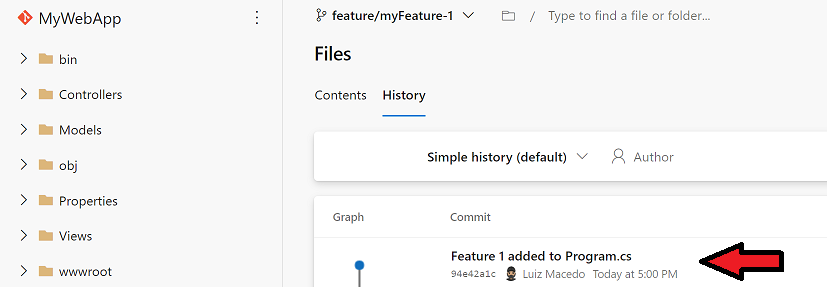 MyWebApp
bin
Controllers
Models
obj
Properties
Views
wwwroot
feature/myFeature-1
/ Type to find a file or folder...
Files
Contents History
Simple history (default) Author
Graph Commit
Feature 1 added to Program.cs
94e42a1c Luiz Macedo Today at 5:00 PM